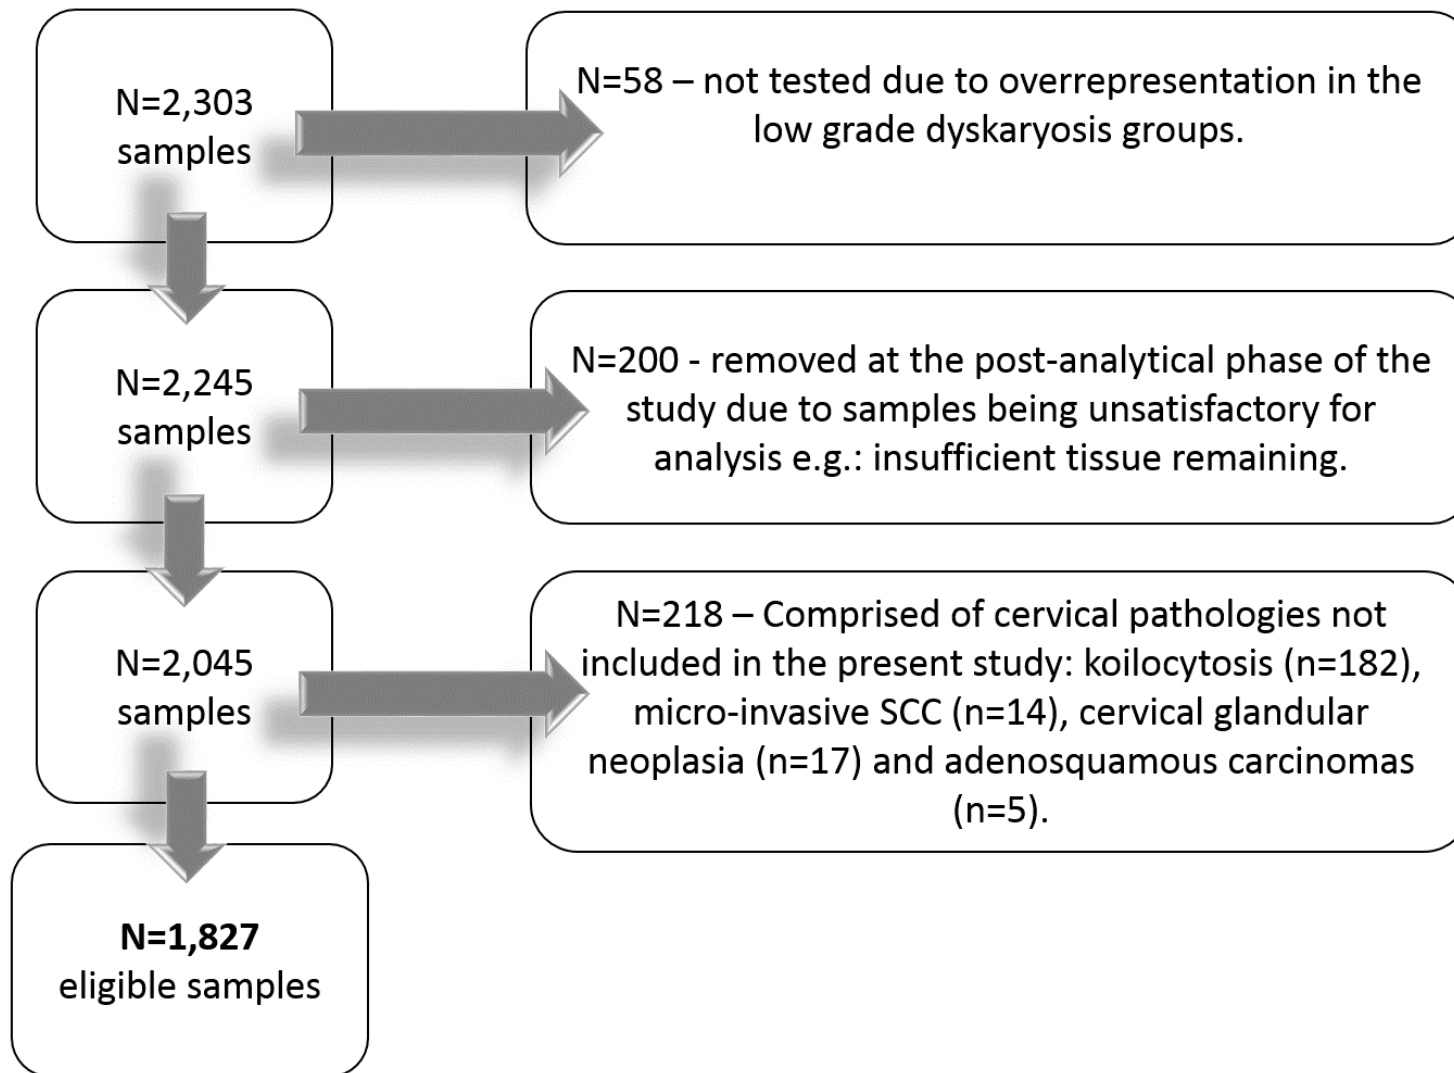 N=2,303
samples
N=58 – not tested due to overrepresentation in the
low grade dyskaryosis groups.
N=2,245
samples
N=200 - removed at the post-analytical phase of the
study due to samples being unsatisfactory for
analysis e.g.: insufficient tissue remaining.
N=2,045
samples
N=218 – Comprised of cervical pathologies not
included in the present study: koilocytosis (n=182),
micro-invasive SCC (n=14), cervical glandular
neoplasia (n=17) and adenosquamous carcinomas
(n=5).
N=1,827
eligible samples